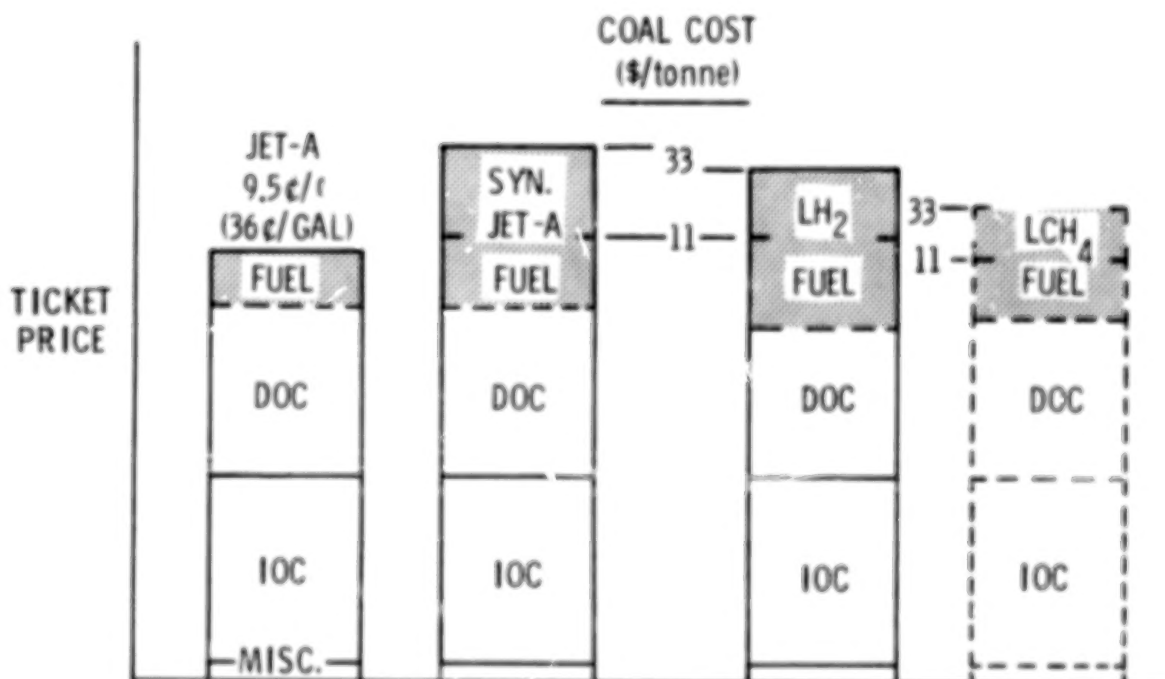 COAL COST
($/tonne)
JET-A
9.5¢/ℓ
(36¢/GAL)
FUEL
DOC
IOC
MISC.
SYN.
JET-A
FUEL
DOC
IOC
33
11
LH₂
FUEL
DOC
IOC
33
11
LCH₄
FUEL
DOC
IOC
TICKET
PRICE